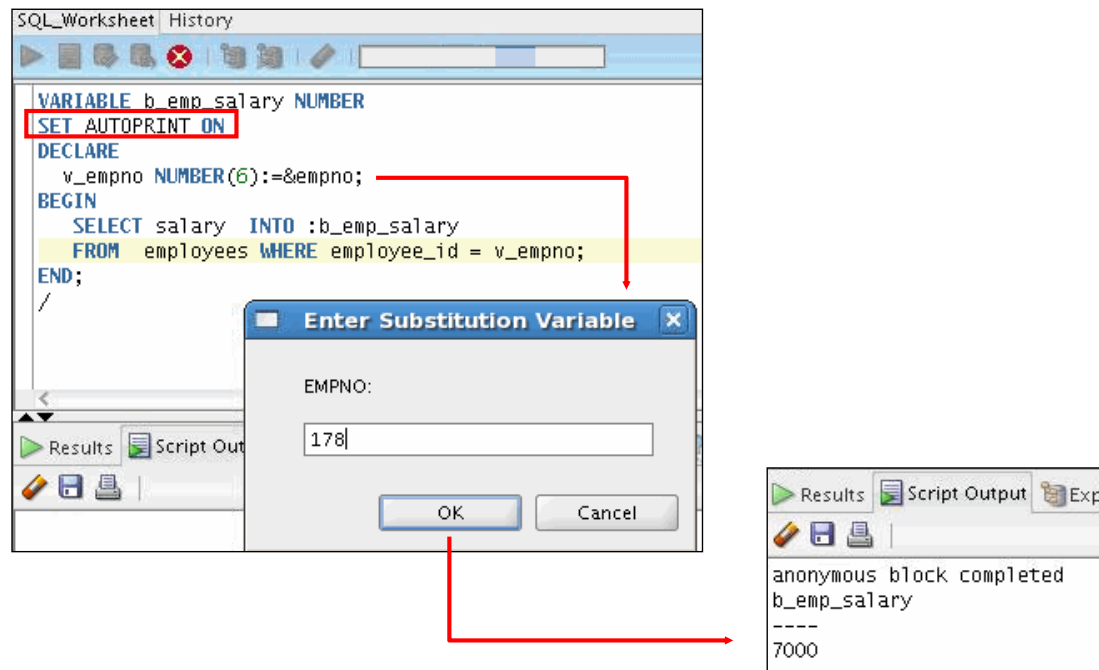 SQL_Worksheet History
VARIABLE b_emp_salary NUMBER
SET AUTOPRINT ON
DECLARE
v_empno NUMBER(6):=&empno;
BEGIN
SELECT salary INTO :b_emp_salary
FROM employees WHERE employee_id = v_empno;
END;
/
Enter Substitution Variable
EMPNO:
178
OK Cancel
Results Script Out
Results Script Output Exp
anonymous block completed
b_emp_salary
----
7000